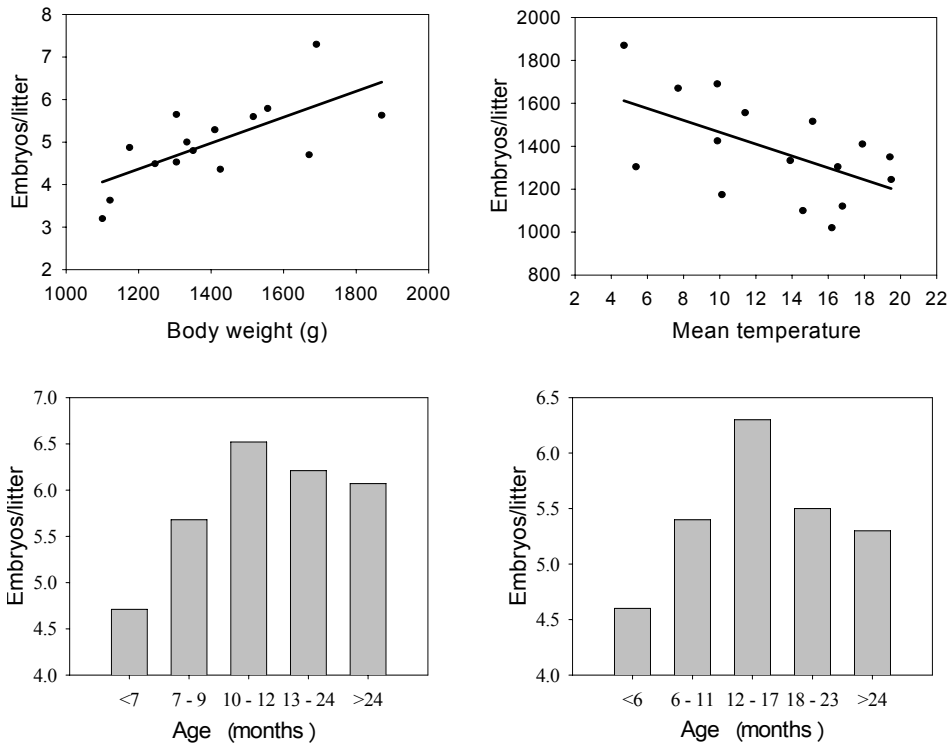 Embryos/litter
8
7
6
5
4
3
2
1000 1200 1400 1600 1800 2000
Body weight (g)
Embryos/litter
2000
1800
1600
1400
1200
1000
800
2 4 6 8 10 12 14 16 18 20 22
Mean temperature
Embryos/litter
7.0
6.5
6.0
5.5
5.0
4.5
4.0
<7 7 - 9 10 - 12 13 - 24 >24
Age (months )
Embryos/litter
6.5
6.0
5.5
5.0
4.5
4.0
<6 6 - 11 12 - 17 18 - 23 >24
Age (months )